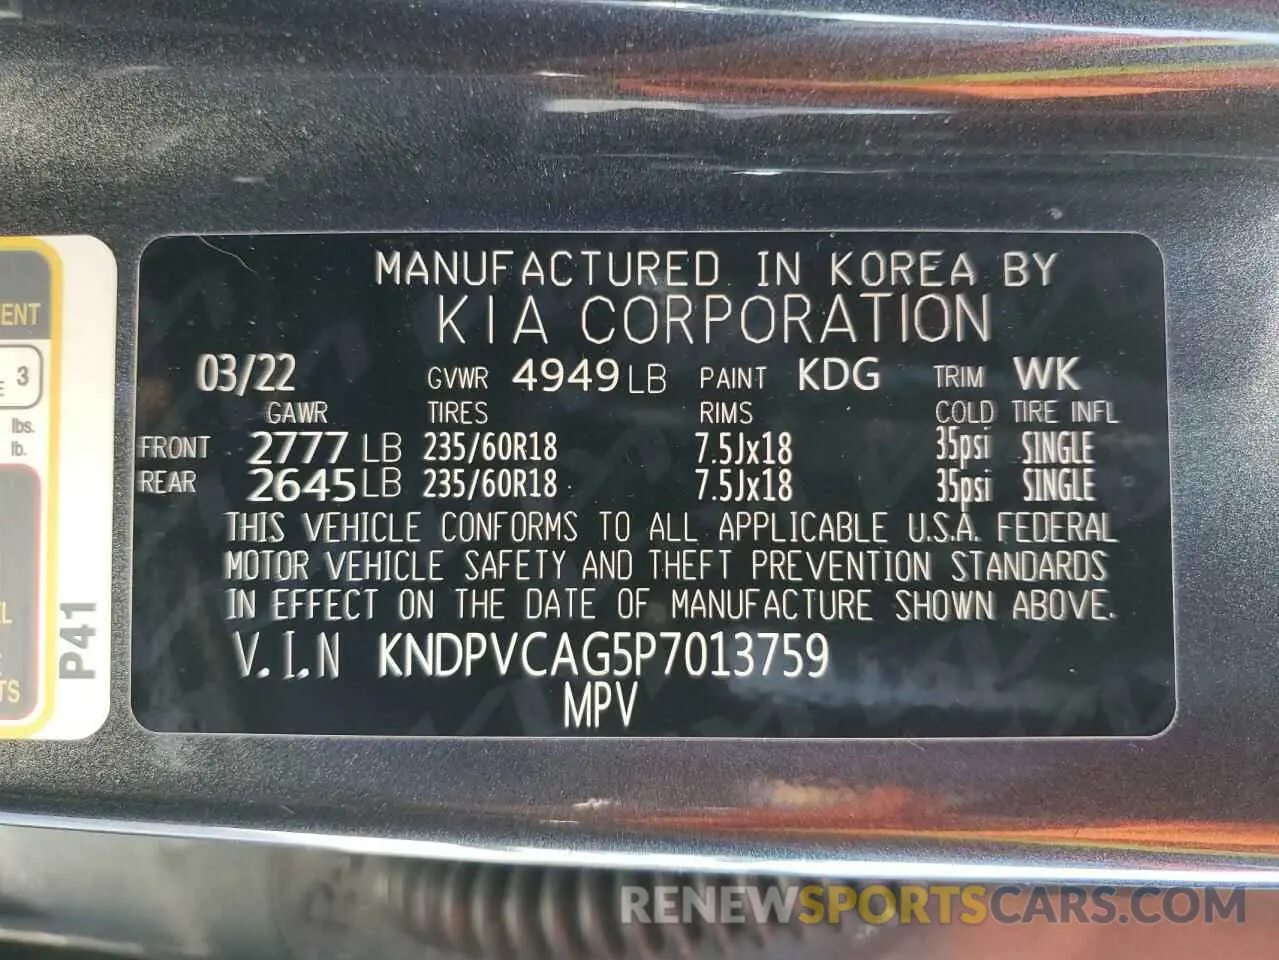 MANUFACTURED IN KOREA BY
KIA CORPORATION
03/22 GVWR 4949 LB PAINT KDG TRIM WK
GAWR TIRES RIMS COLD TIRE INFL
FRONT 2777 LB 235/60R18 7.5Jx18 35psi SINGLE
REAR 2645 LB 235/60R18 7.5Jx18 35psi SINGLE
THIS VEHICLE CONFORMS TO ALL APPLICABLE U.S.A. FEDERAL
MOTOR VEHICLE SAFETY AND THEFT PREVENTION STANDARDS
IN EFFECT ON THE DATE OF MANUFACTURE SHOWN ABOVE.
V.I.N KNDPVCAG5P7013759
MPV
3
lbs.
lb.
P41
RENEWSPORTSCARS.COM